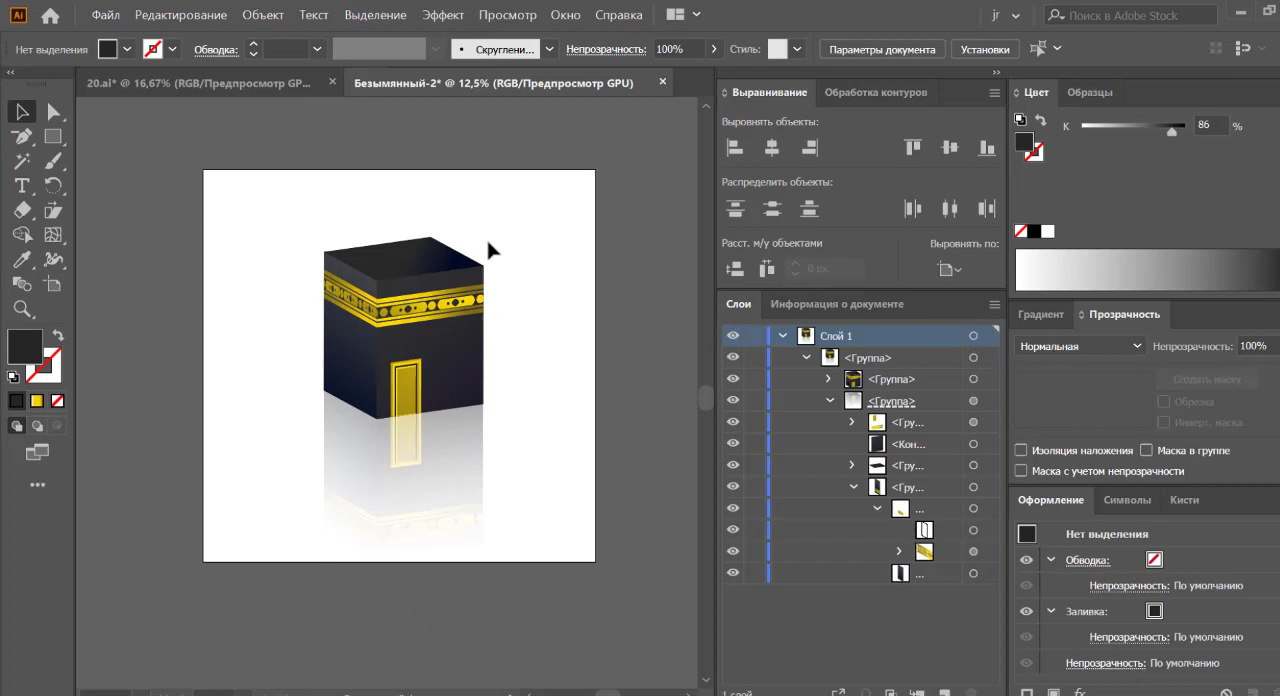 Ai
Файл Редактирование Объект Текст Выделение Эффект Просмотр Окно Справка
jr
Поиск в Adobe Stock
Нет выделения
Обводка:
Скруглени...
Непрозрачность: 100%
Стиль:
Параметры документа
Установки
20.ai* @ 16,67% (RGB/Предпросмотр GP...
Безымянный-2* @ 12,5% (RGB/Предпросмотр GPU)
Выравнивание
Обработка контуров
Выровнять объекты:
Распределить объекты:
Расст. м/у объектами
Выровнять по:
0 px
Слои
Информация о документе
Слой 1
<Группа>
<Группа>
<Группа>
<Гру...
<Кон...
<Гру...
<Гру...
...
...
1 слой
Цвет
Образцы
K
86
%
Градиент
Прозрачность
Нормальная
Непрозрачность: 100%
Создать маску
Обрезка
Инверт. маска
Изоляция наложения
Маска в группе
Маска с учетом непрозрачности
Оформление
Символы
Кисти
Нет выделения
Обводка:
Непрозрачность: По умолчанию
Заливка:
Непрозрачность: По умолчанию
Непрозрачность: По умолчанию
fx